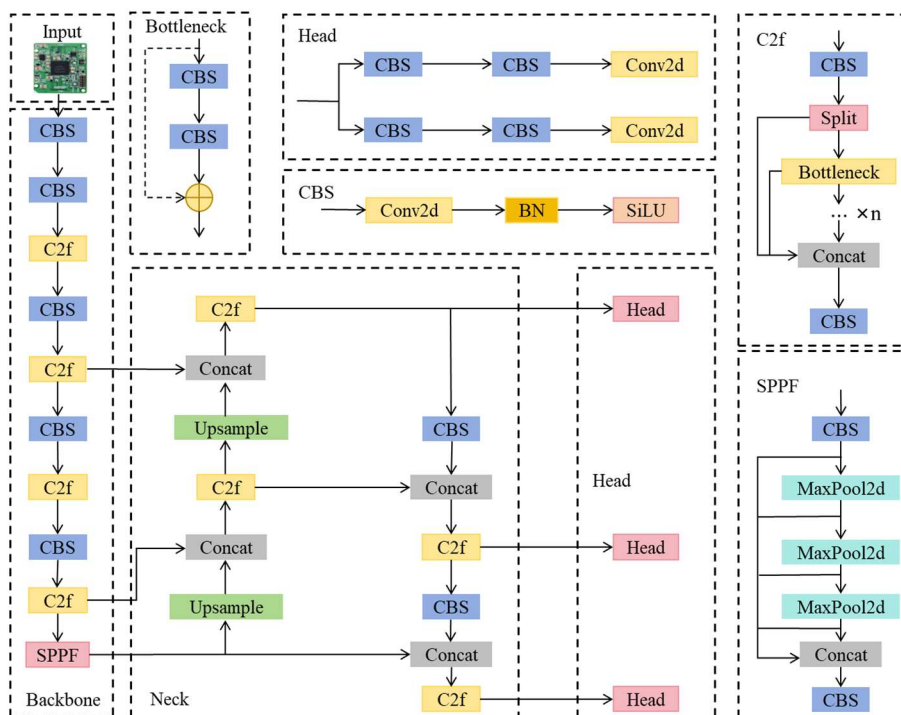 Input
CBS
CBS
C2f
CBS
C2f
CBS
C2f
CBS
C2f
SPPF
Backbone
Bottleneck
CBS
CBS
Head
CBS CBS Conv2d
CBS CBS Conv2d
CBS
Conv2d BN SiLU
C2f
Concat
Upsample
C2f
Concat
Upsample
Neck
CBS
Concat
C2f
CBS
Concat
C2f
Head
Head
Head
Head
C2f
CBS
Split
Bottleneck
... ×n
Concat
CBS
SPPF
CBS
MaxPool2d
MaxPool2d
MaxPool2d
Concat
CBS